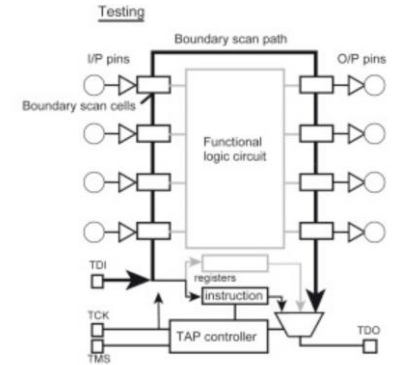 Testing
Boundary scan path
I/P pins
O/P pins
Boundary scan cells
Functional
logic circuit
TDI
registers
instruction
TCK
TAP controller
TDO
TMS